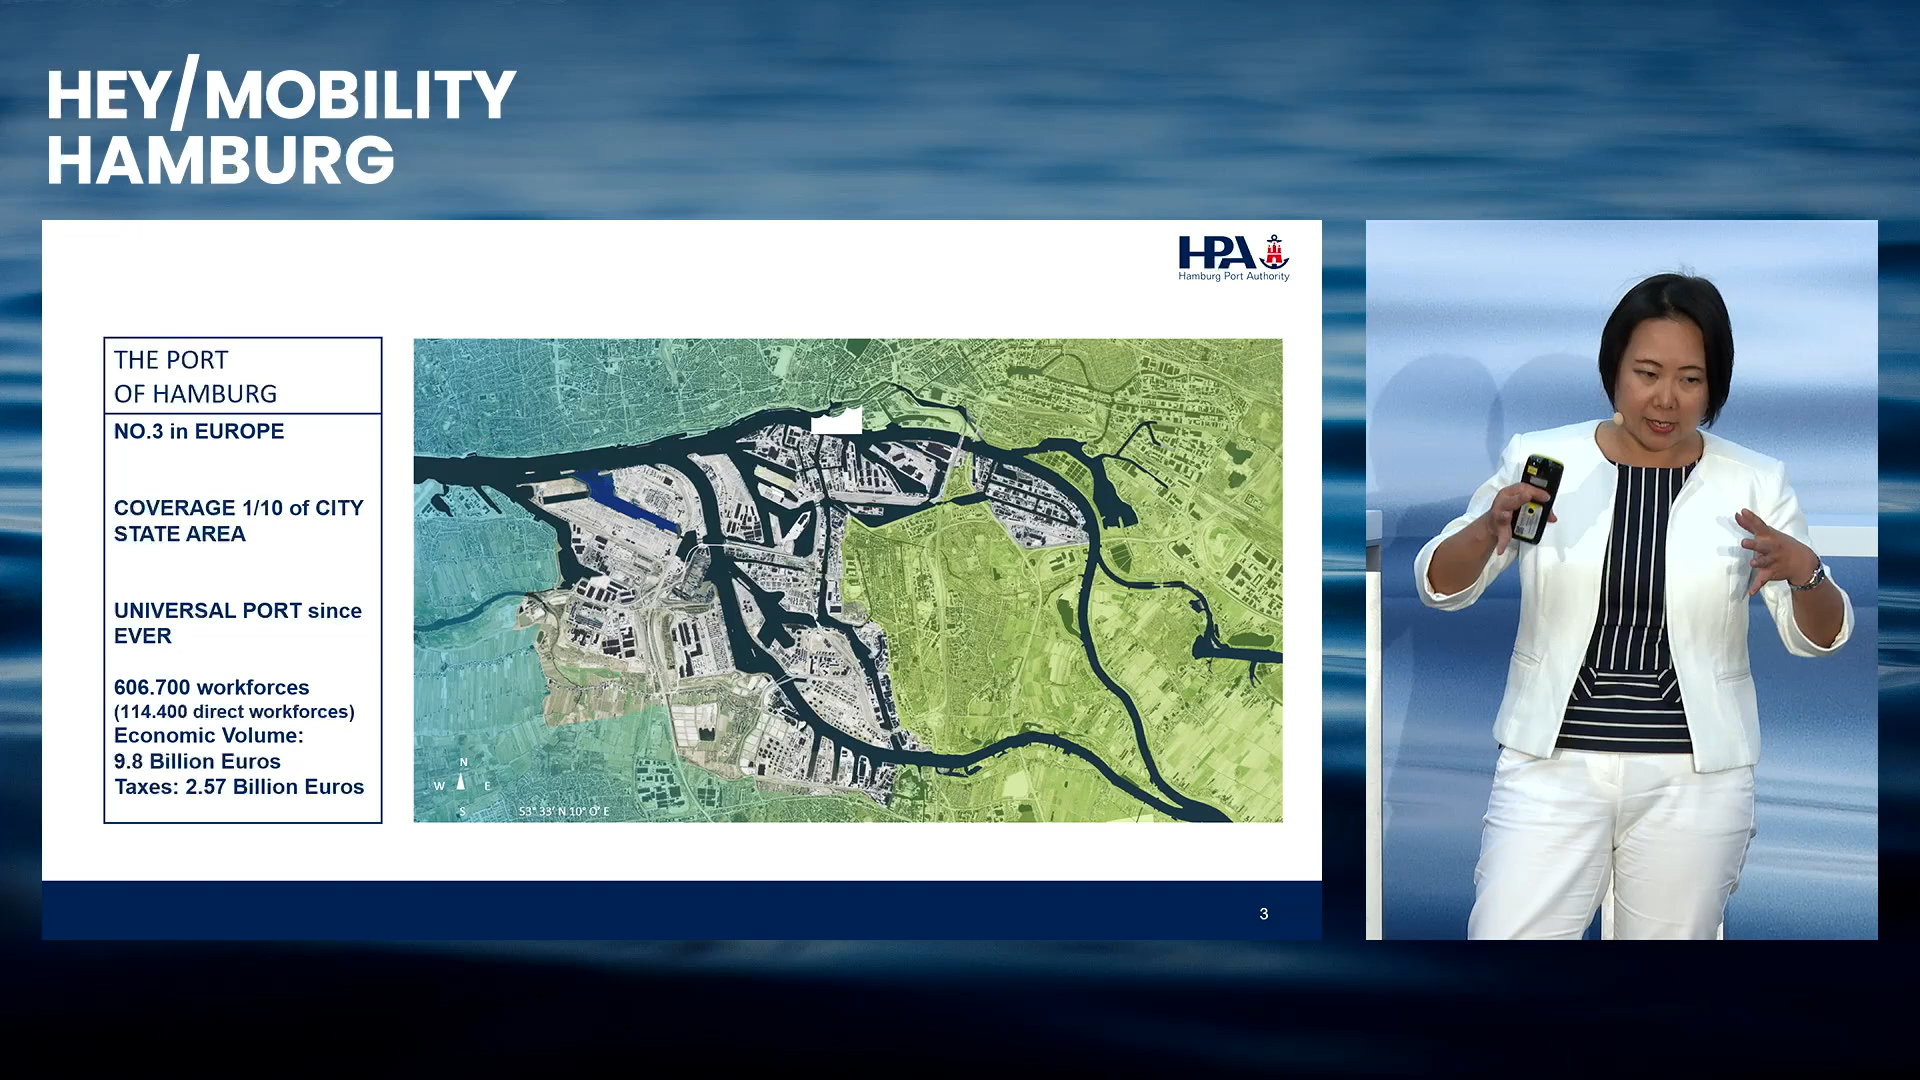 HEY/MOBILITY
HAMBURG
HPA
Hamburg Port Authority
THE PORT
OF HAMBURG
NO.3 in EUROPE
COVERAGE 1/10 of CITY
STATE AREA
UNIVERSAL PORT since
EVER
606.700 workforces
(114.400 direct workforces)
Economic Volume:
9.8 Billion Euros
Taxes: 2.57 Billion Euros
N
W E
S
53° 33' N 10° O' E
3